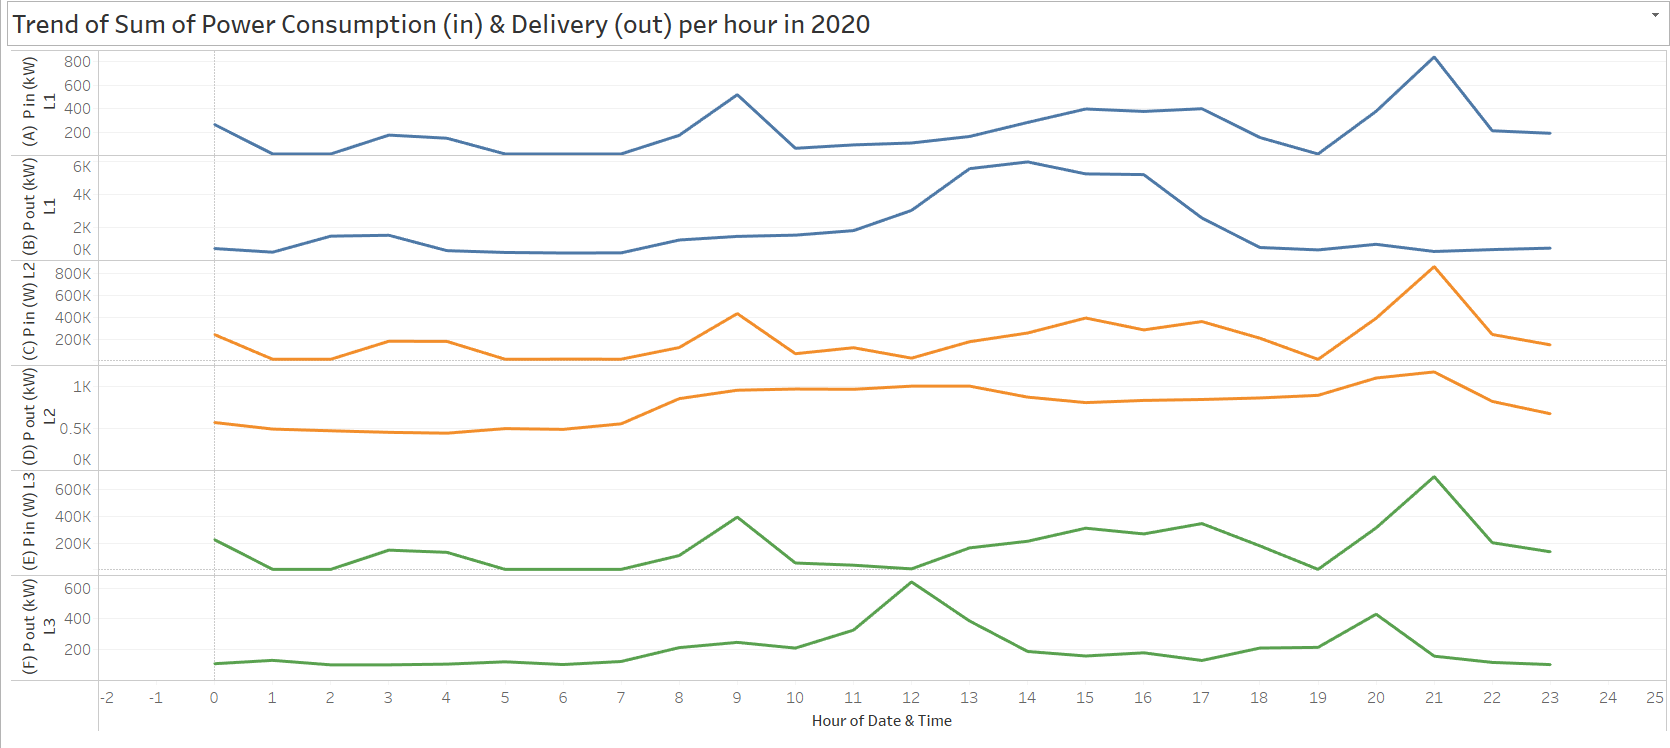 Trend of Sum of Power Consumption (in) & Delivery (out) per hour in 2020
(A) P in (kW)
L1
800
600
400
200
(B) P out (kW)
L1
6K
4K
2K
0K
(C) P in (W) L2
800K
600K
400K
200K
(D) P out (kW)
L2
1K
0.5K
0K
(E) P in (W) L3
600K
400K
200K
(F) P out (kW)
L3
600
400
200
-2 -1 0 1 2 3 4 5 6 7 8 9 10 11 12 13 14 15 16 17 18 19 20 21 22 23 24 25
Hour of Date & Time